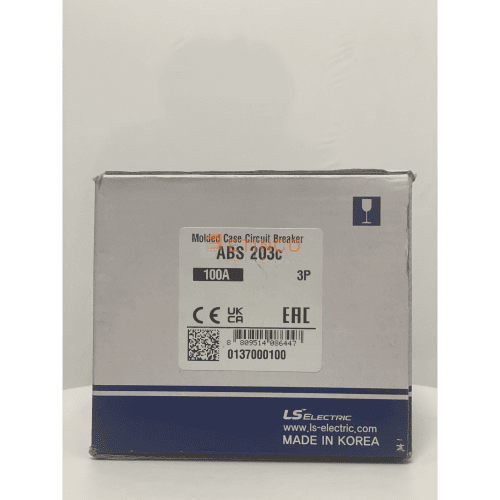 Molded Case Circuit Breaker
ABS 203c
100A 3P
CE UK CA EAC
8 809514 086447
0137000100
LS ELECTRIC
www.ls-electric.com
MADE IN KOREA